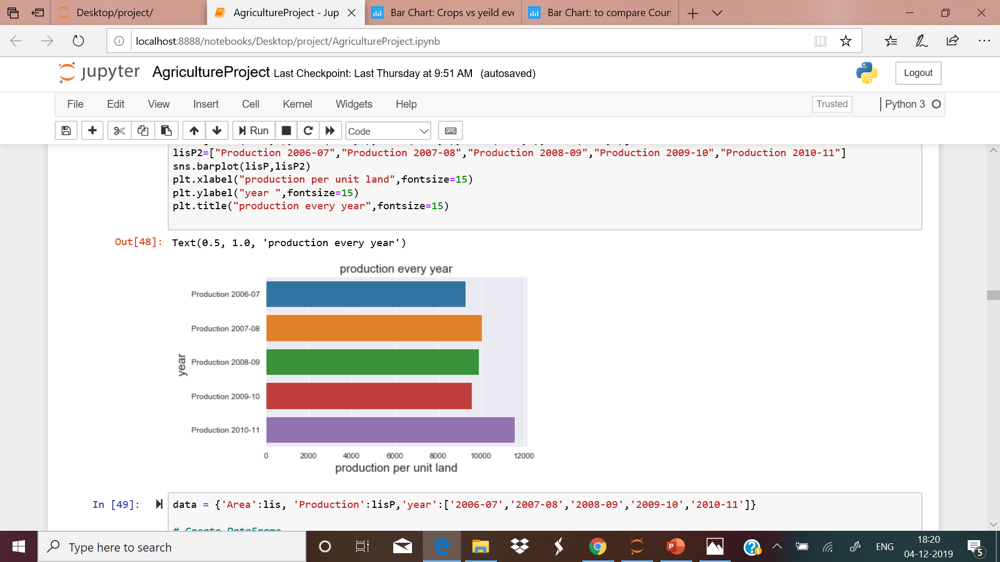 Desktop/project/
AgricultureProject - Jup
Bar Chart: Crops vs yeild eve
Bar Chart: to compare Coun
localhost:8888/notebooks/Desktop/project/AgricultureProject.ipynb
jupyter AgricultureProject Last Checkpoint: Last Thursday at 9:51 AM (autosaved)
Logout
File Edit View Insert Cell Kernel Widgets Help
Trusted
Python 3
Run
Code
lisP2=["Production 2006-07","Production 2007-08","Production 2008-09","Production 2009-10","Production 2010-11"]
sns.barplot(lisP,lisP2)
plt.xlabel("production per unit land",fontsize=15)
plt.ylabel("year ",fontsize=15)
plt.title("production every year",fontsize=15)
Out[48]: Text(0.5, 1.0, 'production every year')
production every year
Production 2006-07
Production 2007-08
Production 2008-09
Production 2009-10
Production 2010-11
year
0 2000 4000 6000 8000 10000 12000
production per unit land
In [49]: data = {'Area':lis, 'Production':lisP,'year':['2006-07','2007-08','2008-09','2009-10','2010-11']}
# Create DataFrame
Type here to search
P
ENG
18:20
04-12-2019
5